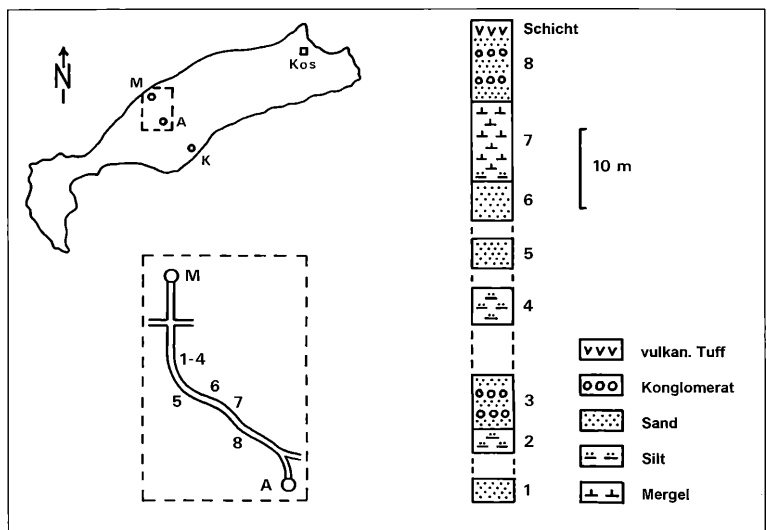 N
Kos
M
A
K
M
1-4
6
5
7
8
A
Schicht
8
7
10 m
6
5
4
3
2
1
vulkan. Tuff
Konglomerat
Sand
Silt
Mergel